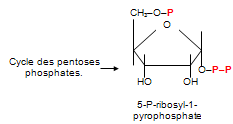 CH₂–O–P
O
Cycle des pentoses
phosphates.
O–P–P
HO OH
5-P-ribosyl-1-
pyrophosphate